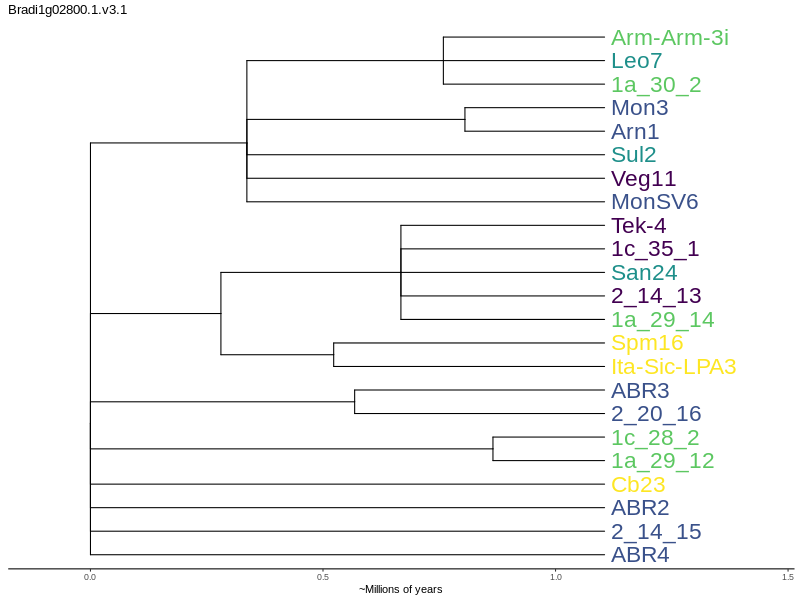 Bradi1g02800.1.v3.1
Arm-Arm-3i
Leo7
1a_30_2
Mon3
Arn1
Sul2
Veg11
MonSV6
Tek-4
1c_35_1
San24
2_14_13
1a_29_14
Spm16
Ita-Sic-LPA3
ABR3
2_20_16
1c_28_2
1a_29_12
Cb23
ABR2
2_14_15
ABR4
0.0 0.5 1.0 1.5
~Millions of years